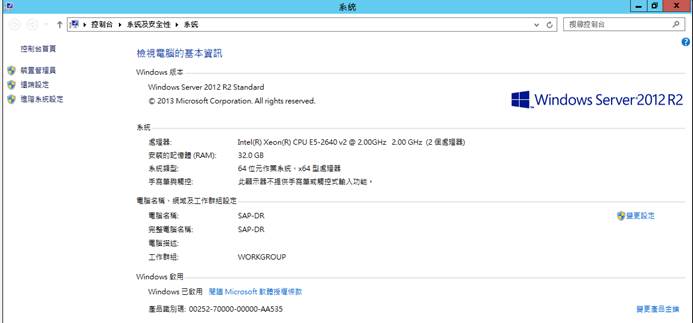 系統
控制台 系統及安全性 系統
搜尋控制台
控制台首頁
裝置管理員
遠端設定
進階系統設定
檢視電腦的基本資訊
Windows 版本
Windows Server 2012 R2 Standard
© 2013 Microsoft Corporation. All rights reserved.
Windows Server 2012 R2
系統
處理器: Intel(R) Xeon(R) CPU E5-2640 v2 @ 2.00GHz 2.00 GHz (2 個處理器)
安裝的記憶體 (RAM): 32.0 GB
系統類型: 64 位元作業系統，x64 型處理器
手寫筆與觸控: 此顯示器不提供手寫筆或觸控式輸入功能。
電腦名稱、網域及工作群組設定
電腦名稱: SAP-DR
變更設定
完整電腦名稱: SAP-DR
電腦描述:
工作群組: WORKGROUP
Windows 啟用
Windows 已啟用 閱讀 Microsoft 軟體授權條款
產品識別碼: 00252-70000-00000-AA535
變更產品金鑰